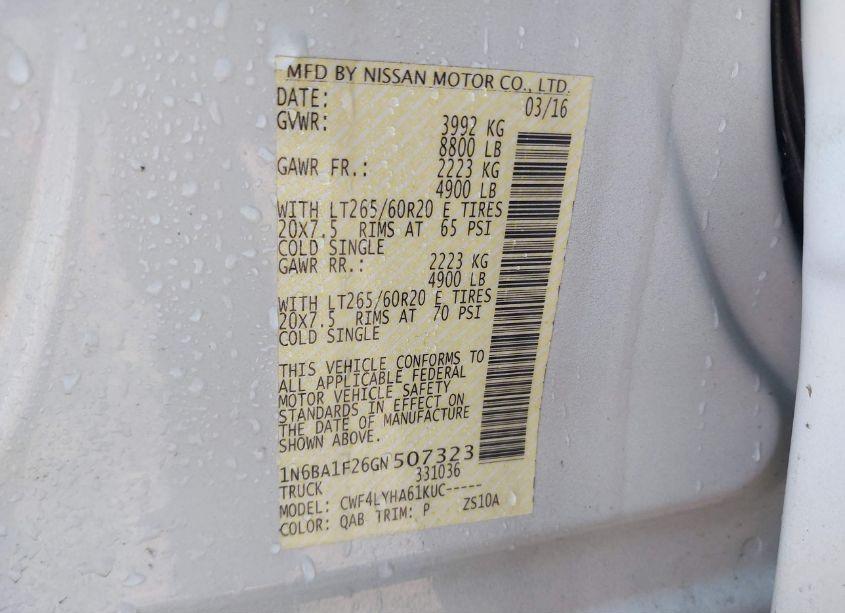 MFD BY NISSAN MOTOR CO., LTD.
DATE: 03/16
GVWR: 3992 KG
8800 LB
GAWR FR.: 2223 KG
4900 LB
WITH LT265/60R20 E TIRES
20X7.5 RIMS AT 65 PSI
COLD SINGLE
GAWR RR.: 2223 KG
4900 LB
WITH LT265/60R20 E TIRES
20X7.5 RIMS AT 70 PSI
COLD SINGLE
THIS VEHICLE CONFORMS TO
ALL APPLICABLE FEDERAL
MOTOR VEHICLE SAFETY
STANDARDS IN EFFECT ON
THE DATE OF MANUFACTURE
SHOWN ABOVE.
1N6BA1F26GN507323
TRUCK 331036
MODEL: CWF4LYHA61KUC-----
COLOR: QAB TRIM: P ZS10A